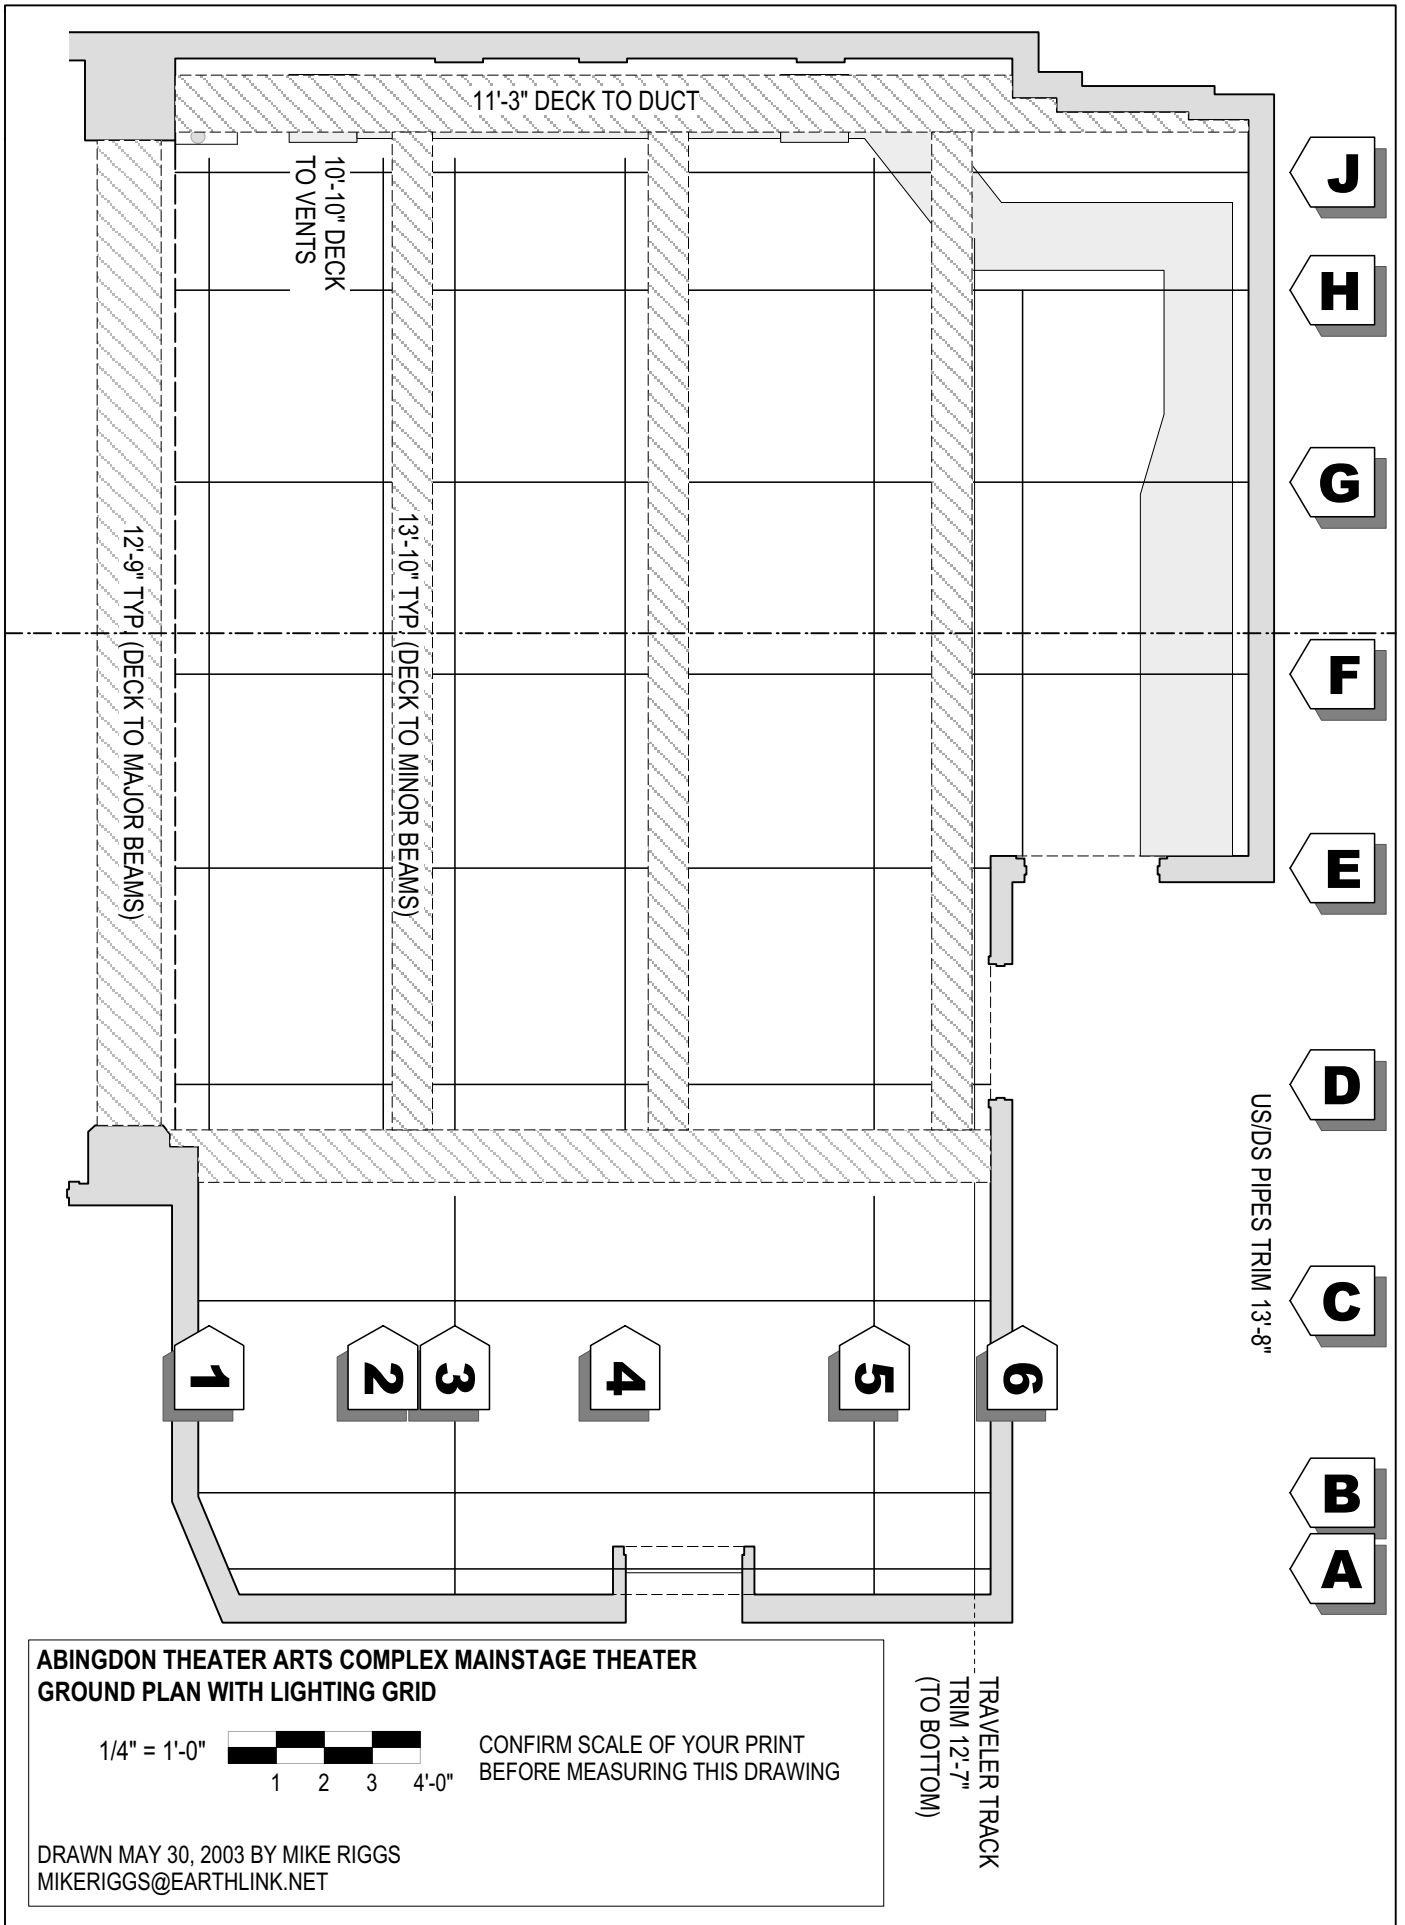 11'-3" DECK TO DUCT
10'-10" DECK
TO VENTS
12'-9" TYP (DECK TO MAJOR BEAMS)
13'-10" TYP (DECK TO MINOR BEAMS)
J
H
G
F
E
D
C
B
A
US/DS PIPES TRIM 13'-8"
1
2
3
4
5
6
TRAVELER TRACK
TRIM 12'-7"
(TO BOTTOM)
ABINGDON THEATER ARTS COMPLEX MAINSTAGE THEATER
GROUND PLAN WITH LIGHTING GRID
1/4" = 1'-0"
1 2 3 4'-0"
CONFIRM SCALE OF YOUR PRINT
BEFORE MEASURING THIS DRAWING
DRAWN MAY 30, 2003 BY MIKE RIGGS
MIKERIGGS@EARTHLINK.NET